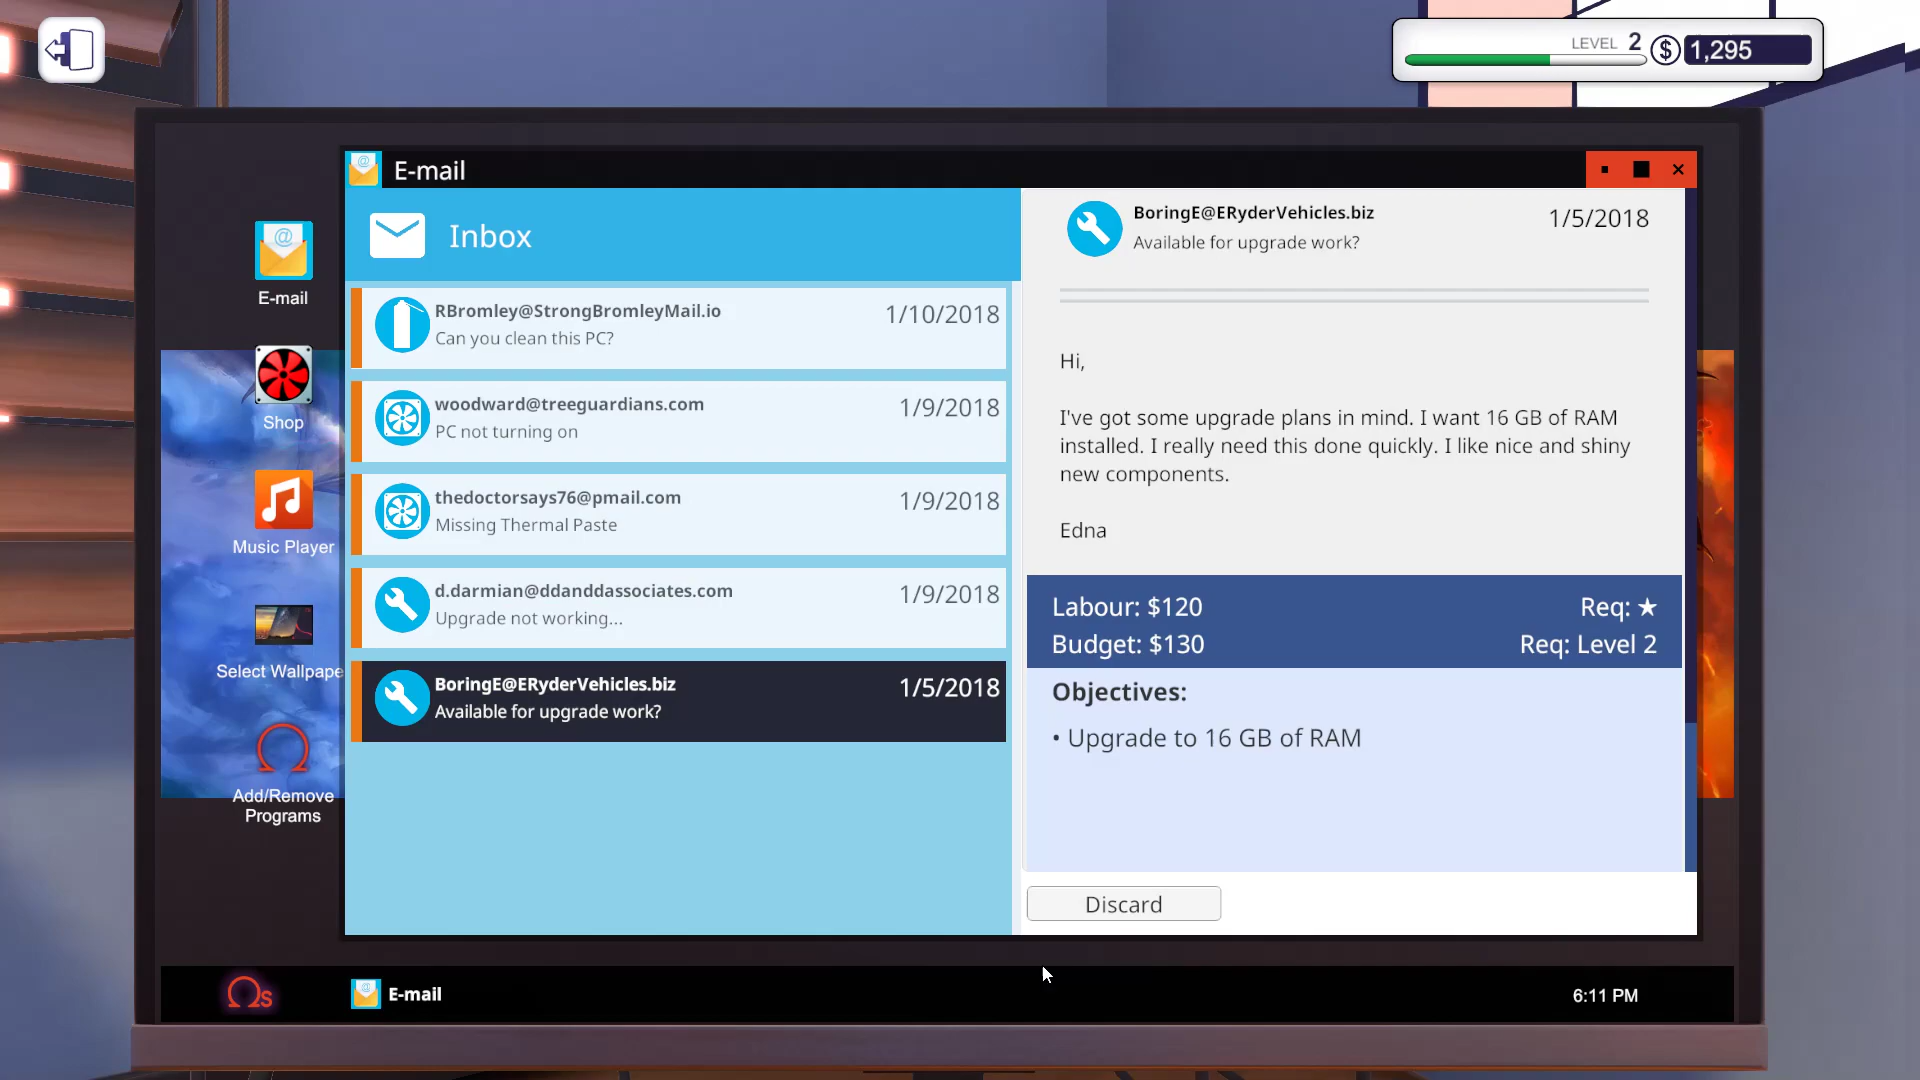 LEVEL 2
$ 1,295
E-mail
Inbox
RBromley@StrongBromleyMail.io
1/10/2018
Can you clean this PC?
woodward@treeguardians.com
1/9/2018
PC not turning on
thedoctorsays76@pmail.com
1/9/2018
Missing Thermal Paste
d.darmian@ddanddassociates.com
1/9/2018
Upgrade not working...
BoringE@ERyderVehicles.biz
1/5/2018
Available for upgrade work?
BoringE@ERyderVehicles.biz
1/5/2018
Available for upgrade work?
Hi,
I've got some upgrade plans in mind. I want 16 GB of RAM
installed. I really need this done quickly. I like nice and shiny
new components.
Edna
Labour: $120
Req: ★
Budget: $130
Req: Level 2
Objectives:
• Upgrade to 16 GB of RAM
Discard
E-mail
Shop
Music Player
Select Wallpape
Add/Remove
Programs
Ωs
E-mail
6:11 PM